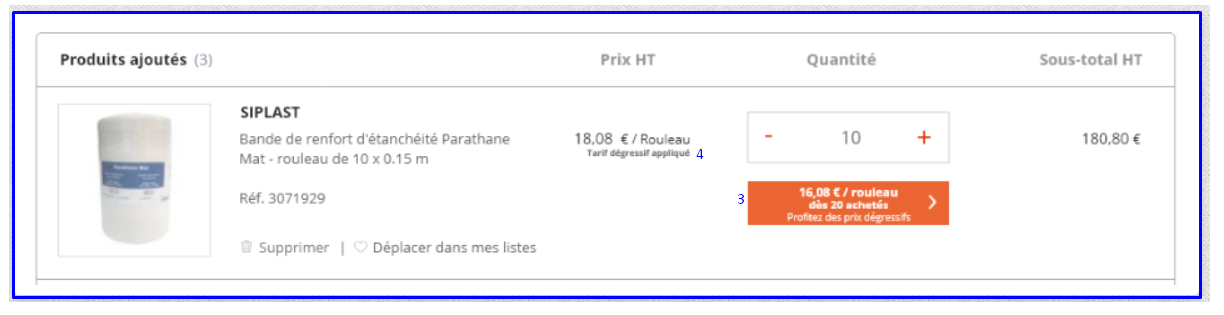 Produits ajoutés (3) Prix HT Quantité Sous-total HT
SIPLAST
Bande de renfort d'étanchéité Parathane
Mat - rouleau de 10 x 0.15 m
18,08 € / Rouleau
Tarif dégressif appliqué 4
- 10 +
180,80 €
Réf. 3071929
3
16,08 € / rouleau
dès 20 achetés
Profitez des prix dégressifs
Supprimer | Déplacer dans mes listes
Parathane Mat